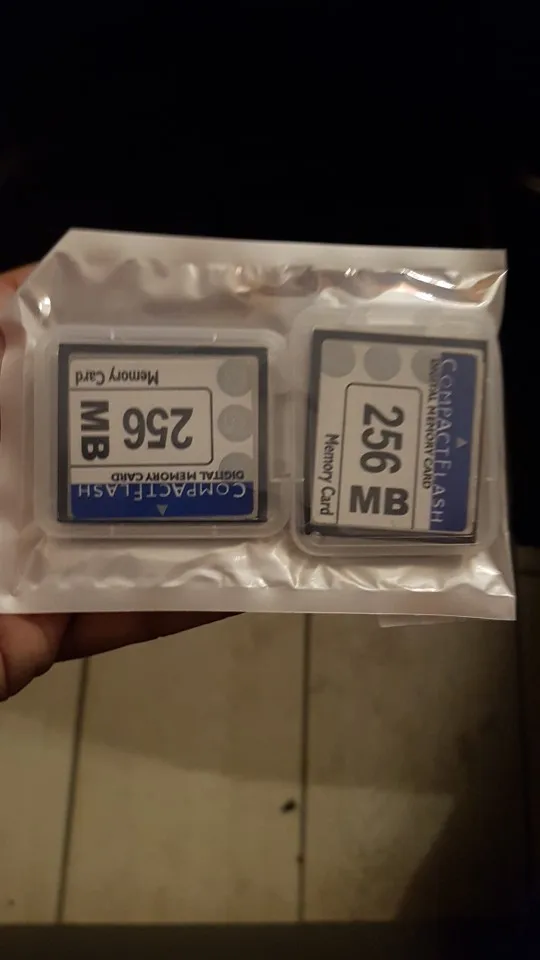 COMPACTFLASH
DIGITAL MEMORY CARD
256
MB
Memory Card
COMPACTFLASH
DIGITAL MEMORY CARD
256
MB
Memory Card